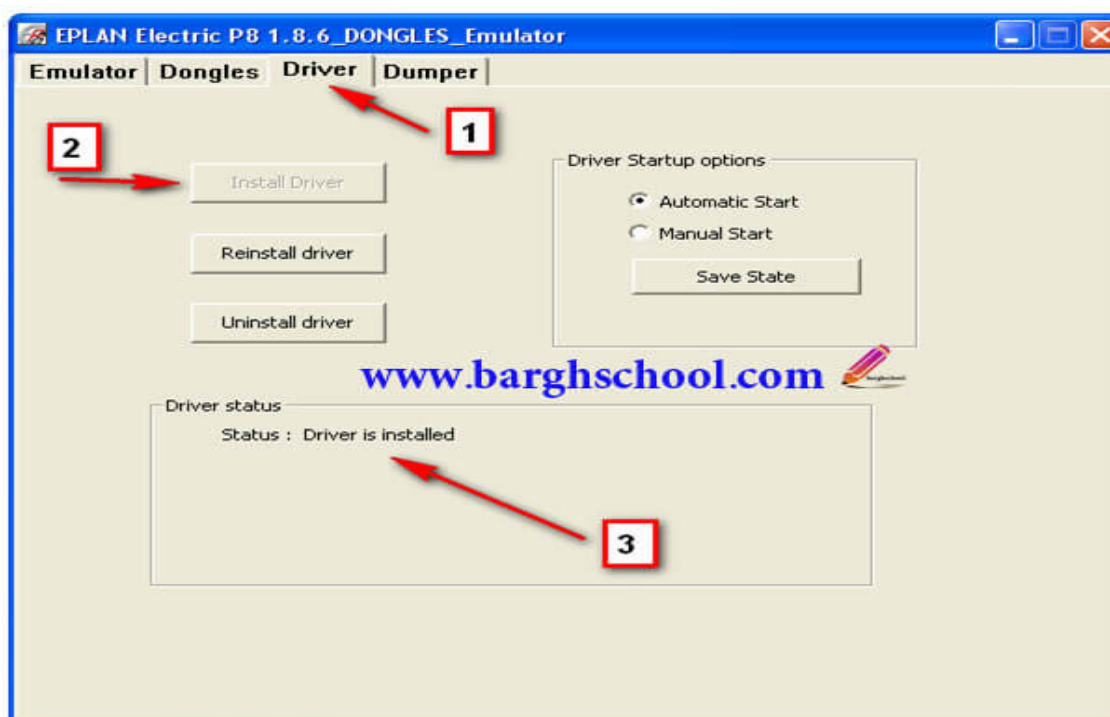 EPLAN Electric P8 1.8.6_DONGLES_Emulator
Emulator Dongles Driver Dumper
1
2
Install Driver
Driver Startup options
Automatic Start
Manual Start
Reinstall driver
Save State
Uninstall driver
www.barghschool.com
barghschool
Driver status
Status : Driver is installed
3